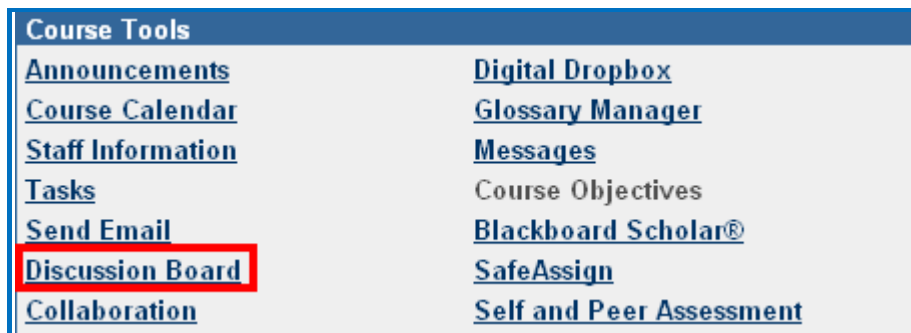 Course Tools
Announcements
Course Calendar
Staff Information
Tasks
Send Email
Discussion Board
Collaboration
Digital Dropbox
Glossary Manager
Messages
Course Objectives
Blackboard Scholar®
SafeAssign
Self and Peer Assessment